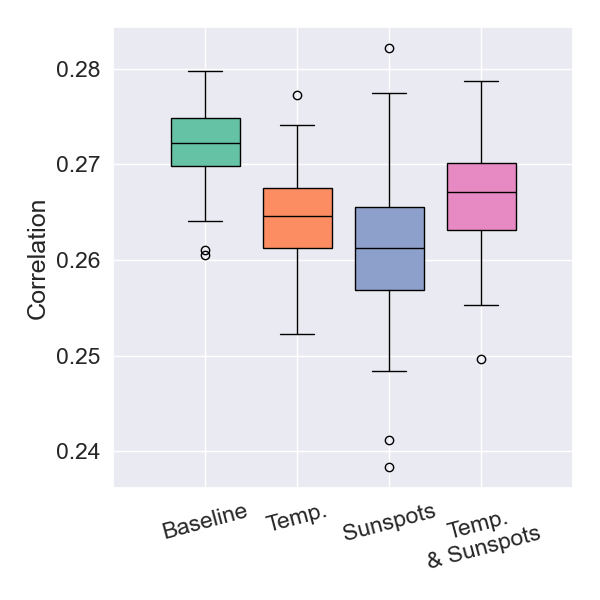 0.28
0.27
0.26
0.25
0.24
Correlation
Baseline
Temp.
Sunspots
Temp.
& Sunspots